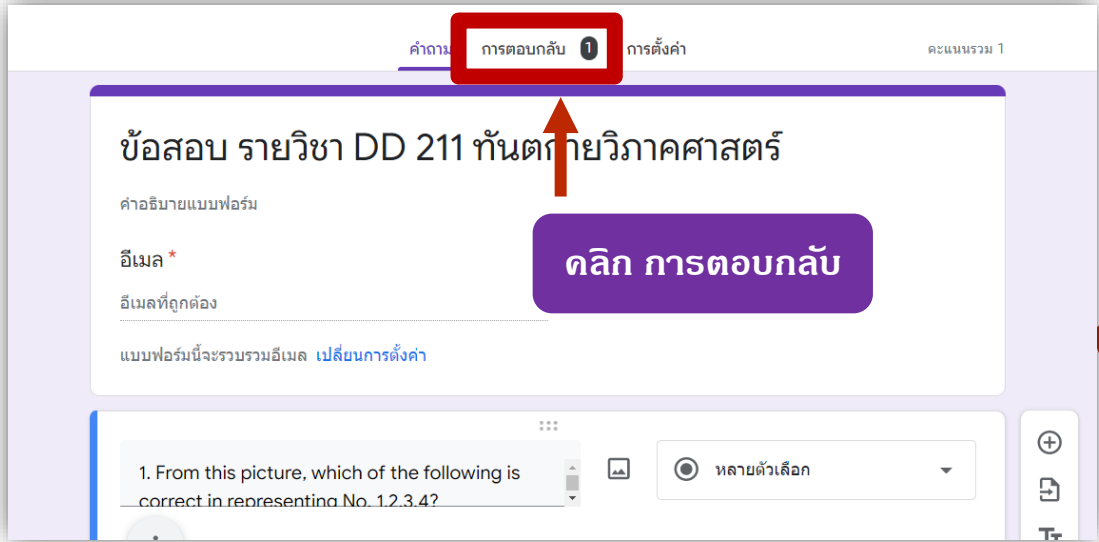 คำถาม การตอบกลับ 1 การตั้งค่า คะแนนรวม 1
ข้อสอบ รายวิชา DD 211 ทันตกายวิภาคศาสตร์
คำอธิบายแบบฟอร์ม
คลิก การตอบกลับ
อีเมล *
อีเมลที่ถูกต้อง
แบบฟอร์มนี้จะรวบรวมอีเมล เปลี่ยนการตั้งค่า
1. From this picture, which of the following is
correct in representing No. 1,2,3,4?
หลายตัวเลือก
Tт